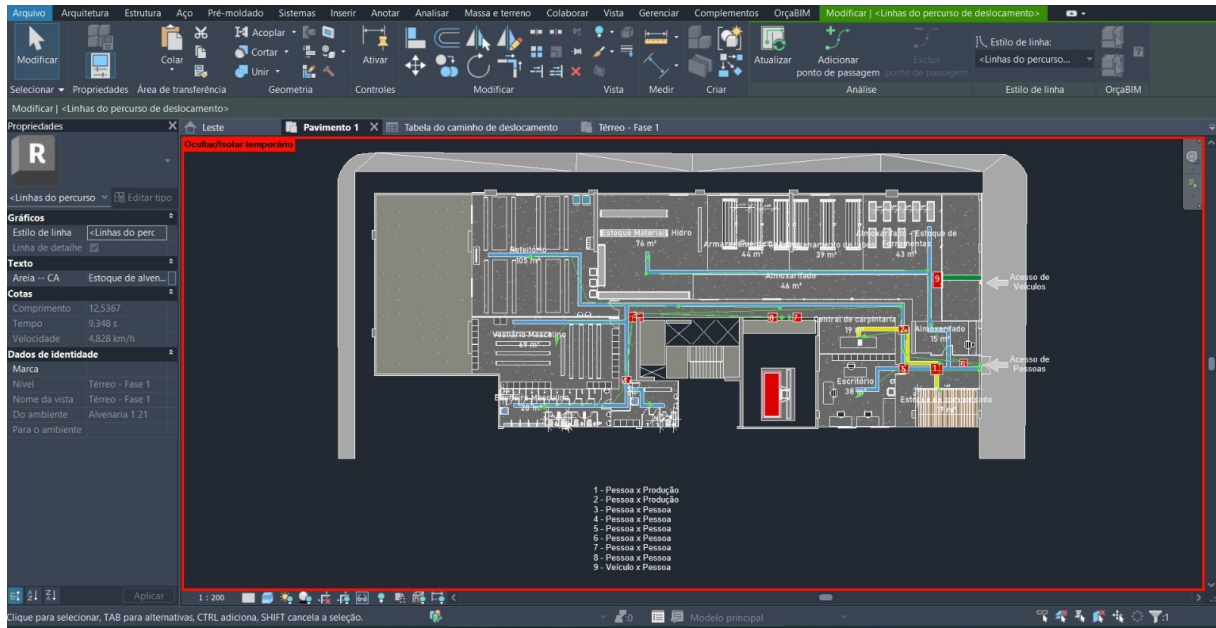 Arquivo Arquitetura Estrutura Aço Pré-moldado Sistemas Inserir Anotar Analisar Massa e terreno Colaborar Vista Gerenciar Complementos OrçaBIM Modificar | <Linhas do percurso de deslocamento>
Modificar
Colar
Acoplar
Cortar
Unir
Ativar
Atualizar
Adicionar
ponto de passagem
Excluir
ponto de passagem
Estilo de linha:
<Linhas do percurso...
Selecionar Propriedades Área de transferência Geometria Controles Modificar Vista Medir Criar Análise Estilo de linha OrçaBIM
Modificar | <Linhas do percurso de deslocamento>
Propriedades
Leste Pavimento 1 Tabela do caminho de deslocamento Térreo - Fase 1
Ocultar/Isolar temporário
R
<Linhas do percurso Editar tipo
Gráficos
Estilo de linha <Linhas do perc
Linha de detalhe
Texto
Areia -- CA Estoque de alven...
Cotas
Comprimento 12,5367
Tempo 9,348 s
Velocidade 4,828 km/h
Dados de identidade
Marca
Nível Térreo - Fase 1
Nome da vista Térreo - Fase 1
Do ambiente Alvenaria 1 21
Para o ambiente
Aplicar
Refeitório
105 m²
Estoque Materiais Hidro
76 m²
44 m²
39 m²
Ferramentas
43 m²
Almoxarifado
46 m²
9
Acesso de
Veículos
Central de carpintaria
19 m²
Almoxarifado
15 m²
Acesso de
Pessoas
Vestiário Masculino
Escritório
38 m²
1
20 m²
1 - Pessoa x Produção
2 - Pessoa x Produção
3 - Pessoa x Pessoa
4 - Pessoa x Pessoa
5 - Pessoa x Pessoa
6 - Pessoa x Pessoa
7 - Pessoa x Pessoa
8 - Pessoa x Pessoa
9 - Veículo x Pessoa
1 : 200
Clique para selecionar, TAB para alternativas, CTRL adiciona, SHIFT cancela a seleção.
:0
Modelo principal
:1